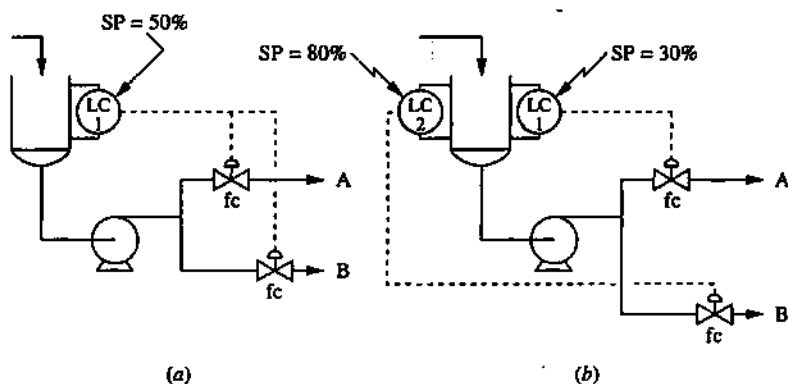 SP = 50%
LC
1
A
fc
B
fc
(a)
SP = 80%
SP = 30%
LC
2
LC
1
A
fc
B
fc
(b)